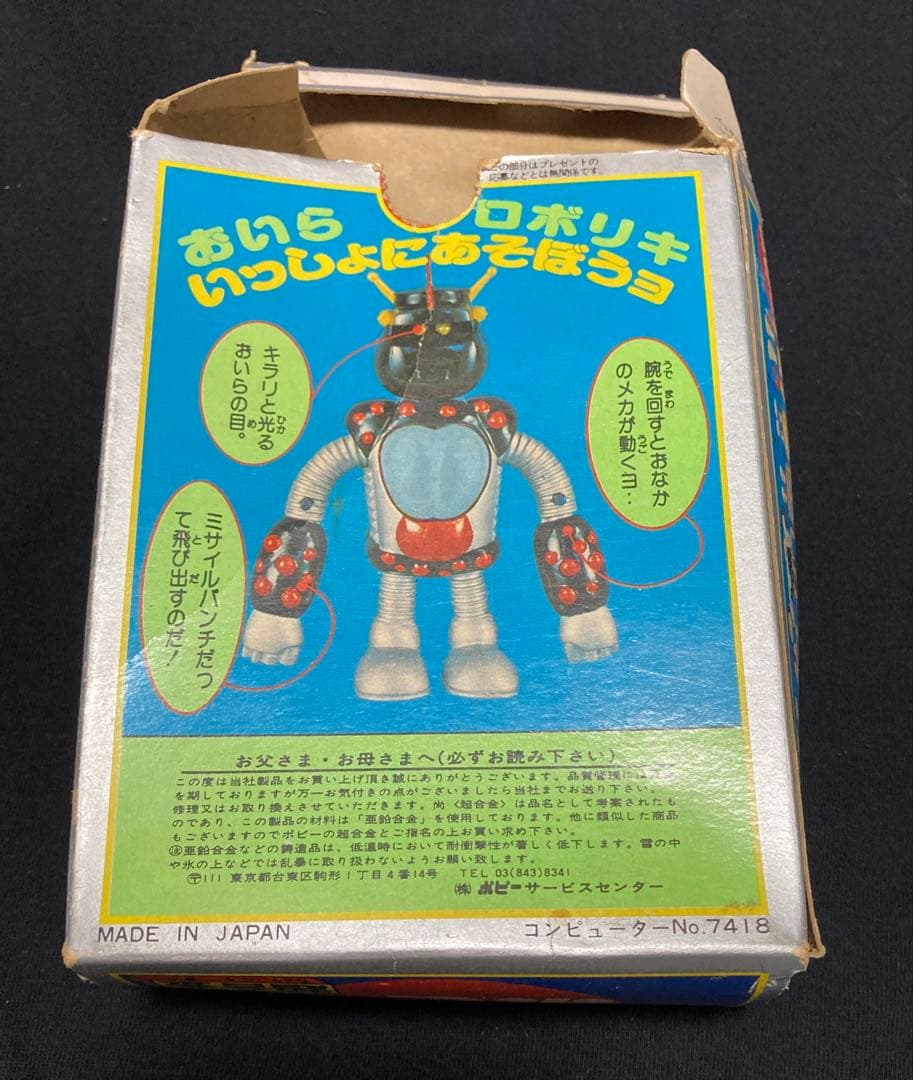 この部分はプレゼントの
応募などとは無関係です。
おいら ロボリキ
いっしょにあそぼうヨ
キラリと光る
おいらの目。
腕を回すとおなか
のメカが動くヨ‥
ミサイルパンチだっ
て飛び出すのだ!
お父さま・お母さまへ(必ずお読み下さい)
この度は当社製品をお買い上げ頂き誠にありがとうございます。品質管理には
を期しておりますが万一お気付きの点がございましたら当社までお送り下さい。
修理又はお取り換えさせていただきます。尚〈超合金〉は品名として考案されたも
のであり、この製品の材料は「亜鉛合金」を使用しております。他に類似した商品
もございますのでポピーの超合金とご指名の上お買い求め下さい。
㊟亜鉛合金などの鋳造品は、低温時において耐衝撃性が著しく低下します。雪の中
や氷の上などでは乱暴に取り扱わないようお願い致します。
〒111 東京都台東区駒形1丁目4番14号 TEL 03(843)8341
(株)ポピーサービスセンター
MADE IN JAPAN
コンピューターNo.7418